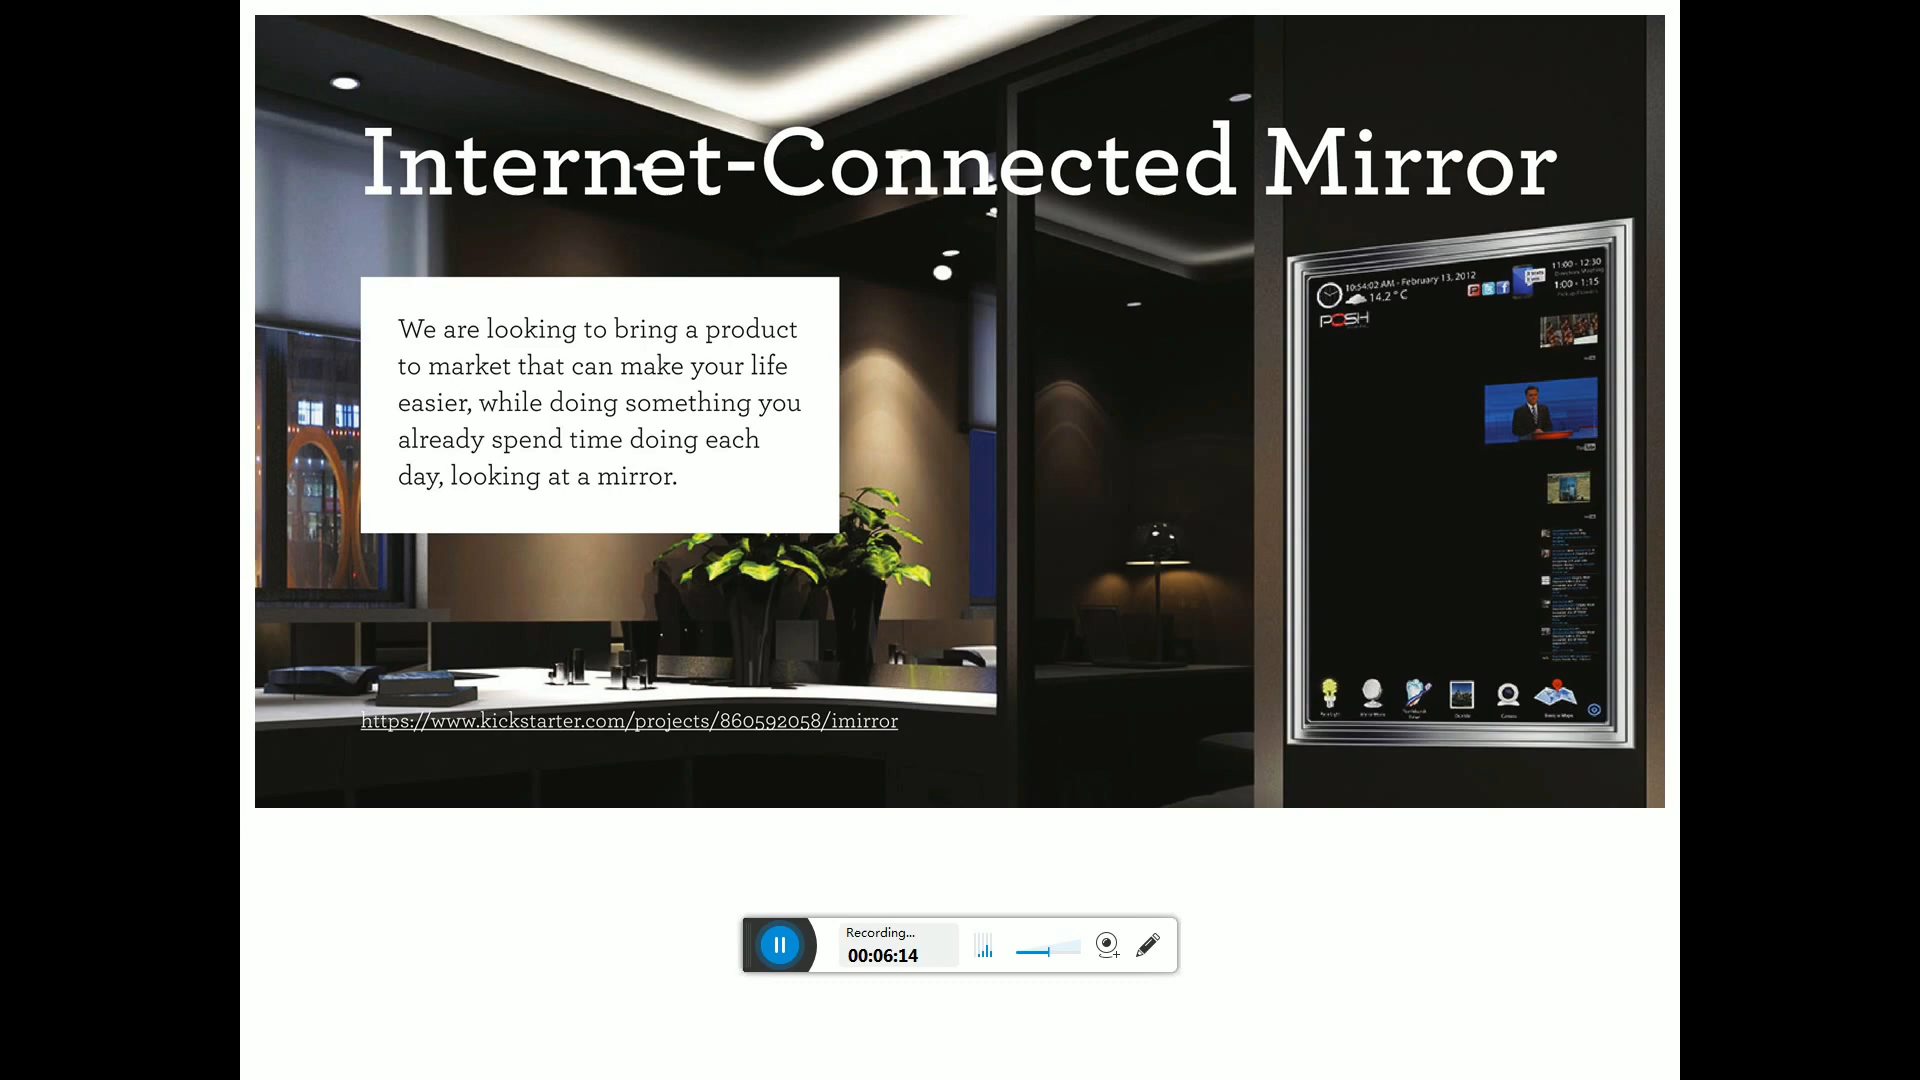 Internet-Connected Mirror
We are looking to bring a product
to market that can make your life
easier, while doing something you
already spend time doing each
day, looking at a mirror.
https://www.kickstarter.com/projects/860592058/imirror
10:54:02 AM - February 13, 2012
14.2 ° C
11:00 - 12:30
1:00 - 1:15
POSH
Recording...
00:06:14